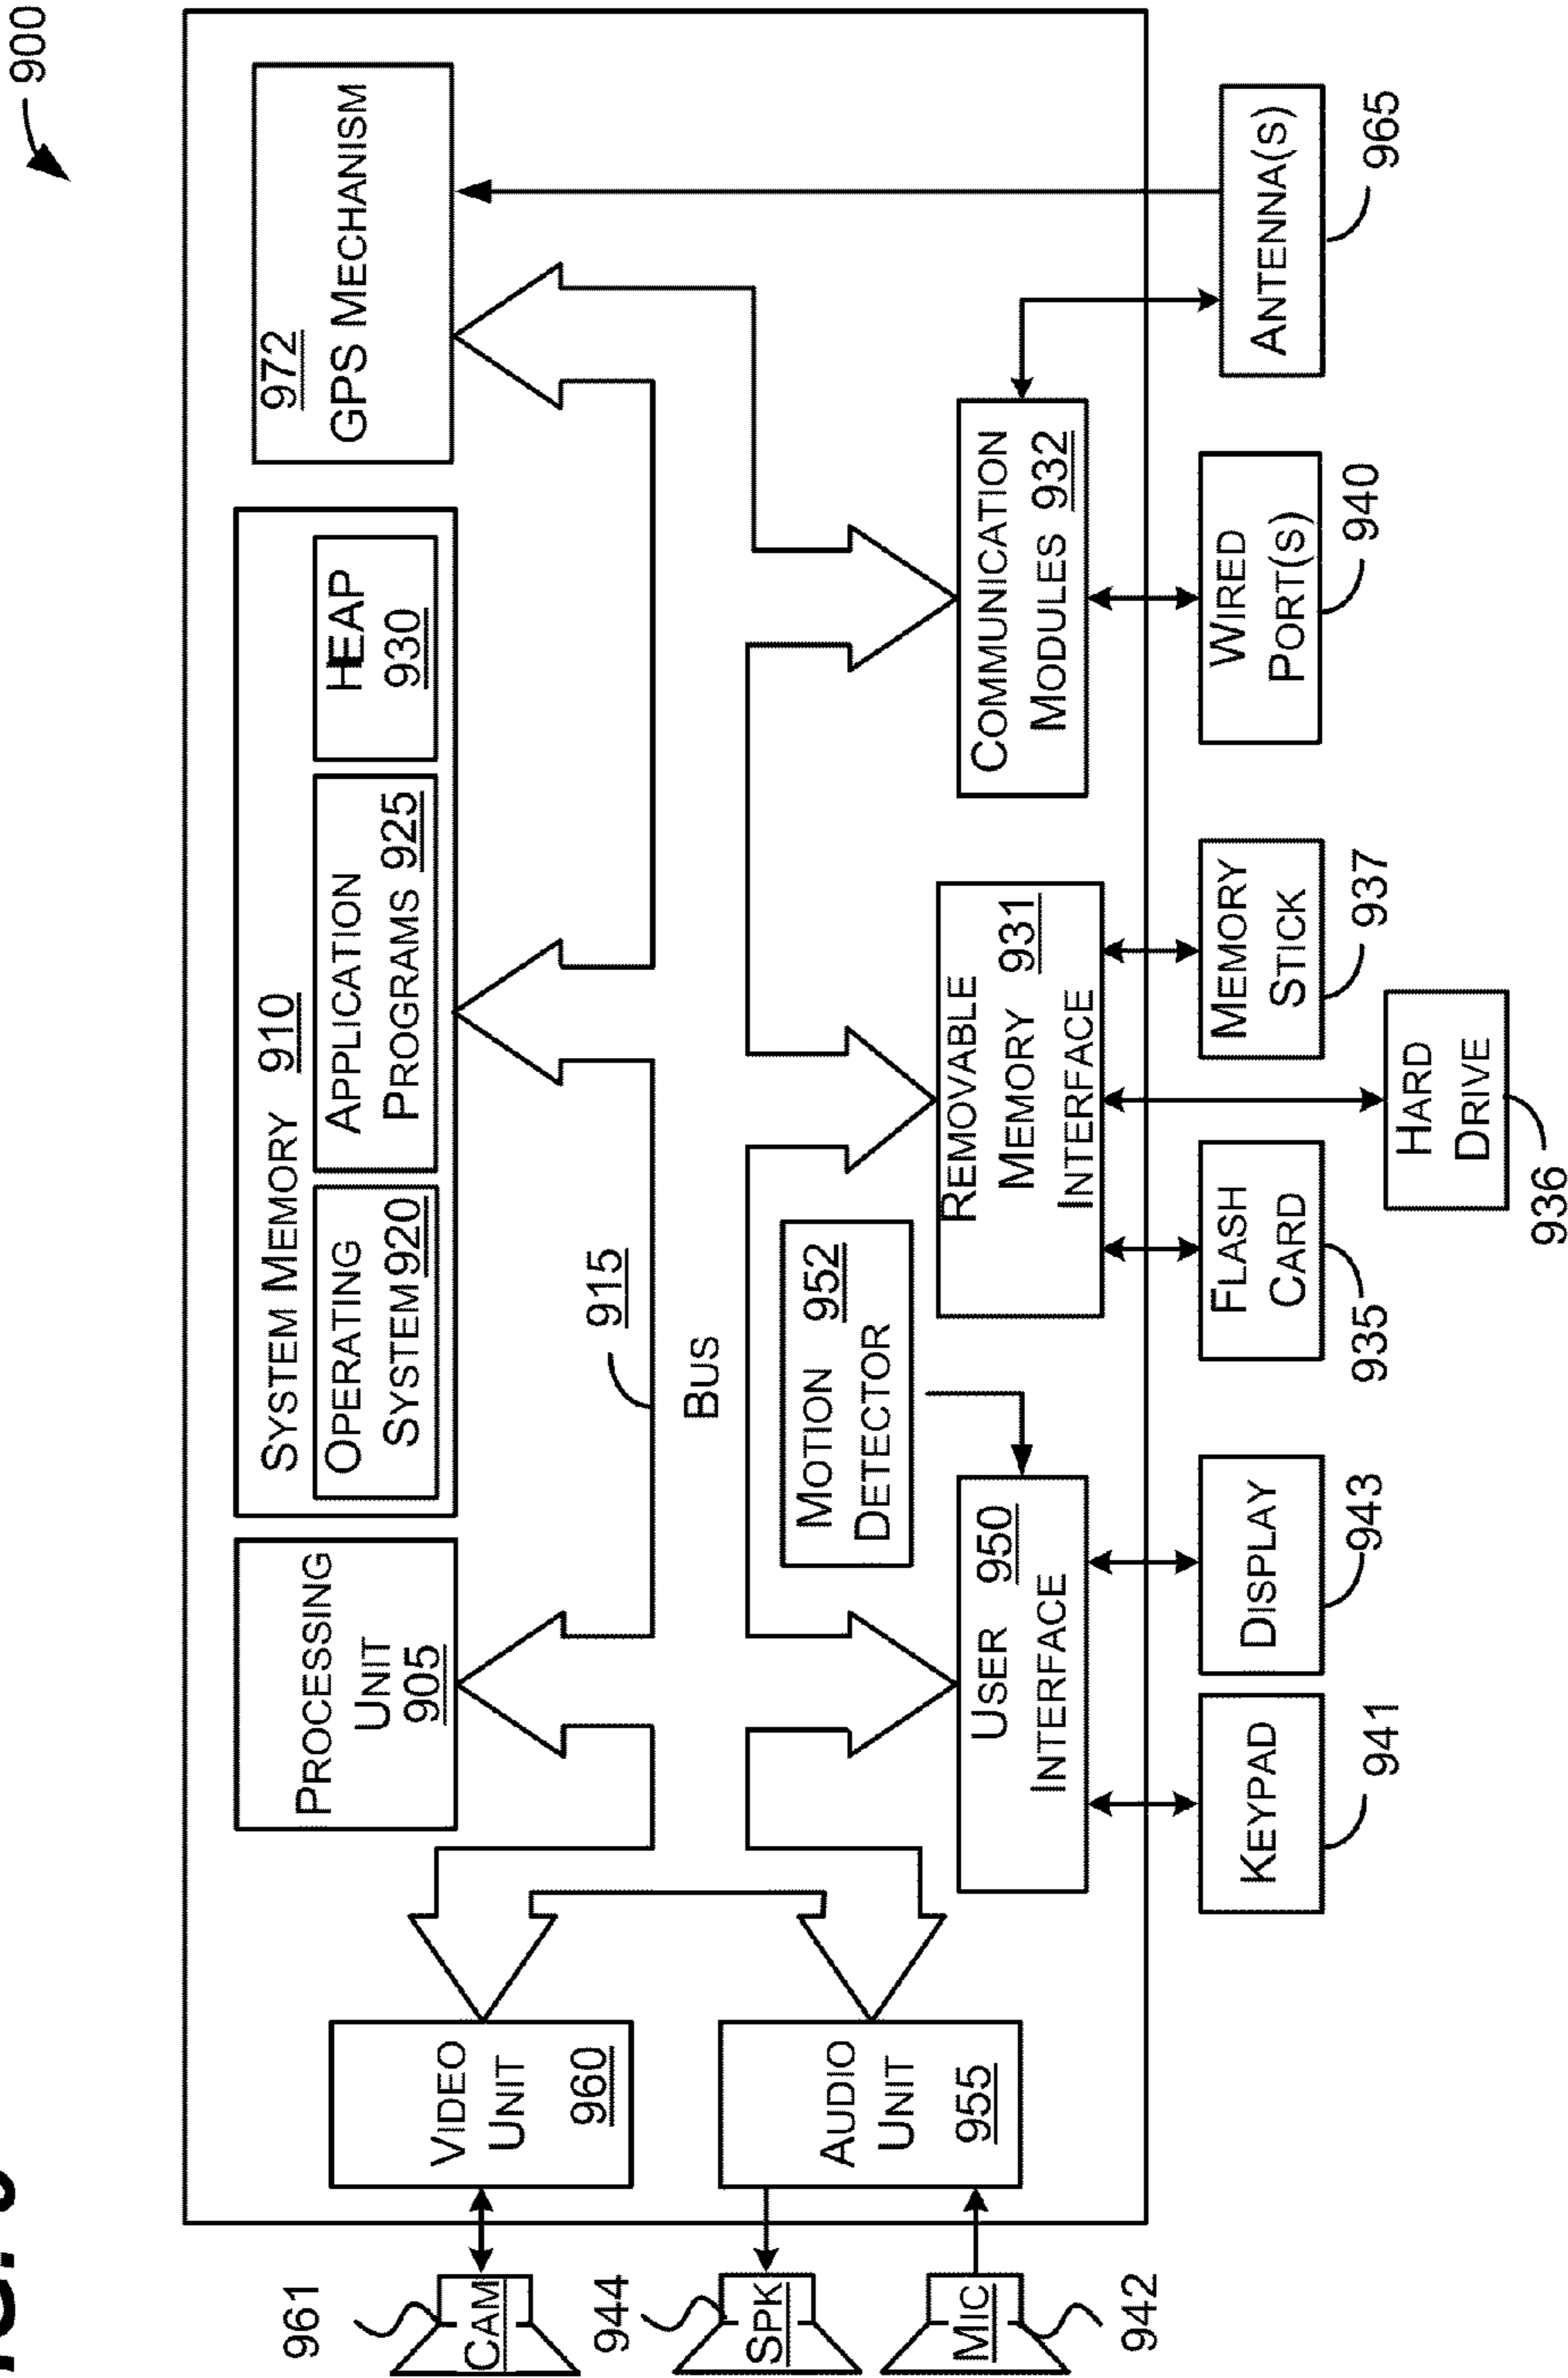 900
972
GPS MECHANISM
SYSTEM MEMORY 910
OPERATING
SYSTEM 920
APPLICATION
PROGRAMS 925
HEAP
930
PROCESSING
UNIT
905
VIDEO
UNIT
960
AUDIO
UNIT
955
CAM
961
SPK
944
MIC
942
915
BUS
MOTION 952
DETECTOR
USER 950
INTERFACE
REMOVABLE
MEMORY 931
INTERFACE
COMMUNICATION
MODULES 932
KEYPAD
941
DISPLAY
943
FLASH
CARD
935
HARD
DRIVE
936
MEMORY
STICK
937
WIRED
PORT(S)
940
ANTENNA(S)
965